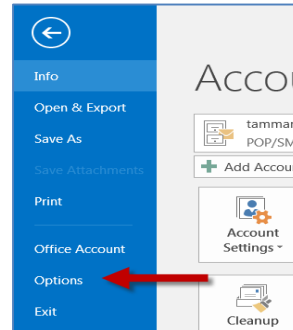 Info
Open & Export
Save As
Save Attachments
Print
Office Account
Options
Exit
Accou
tammar
POP/SM
Add Accou
Account
Settings
Cleanup